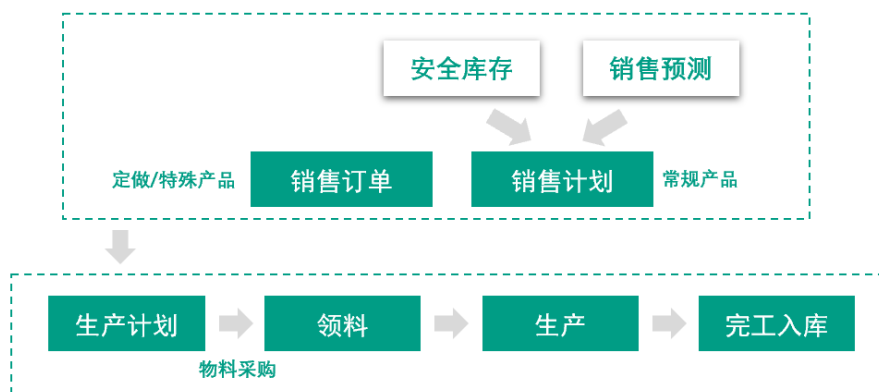 安全库存
销售预测
定做/特殊产品
销售订单
销售计划
常规产品
生产计划
领料
生产
完工入库
物料采购